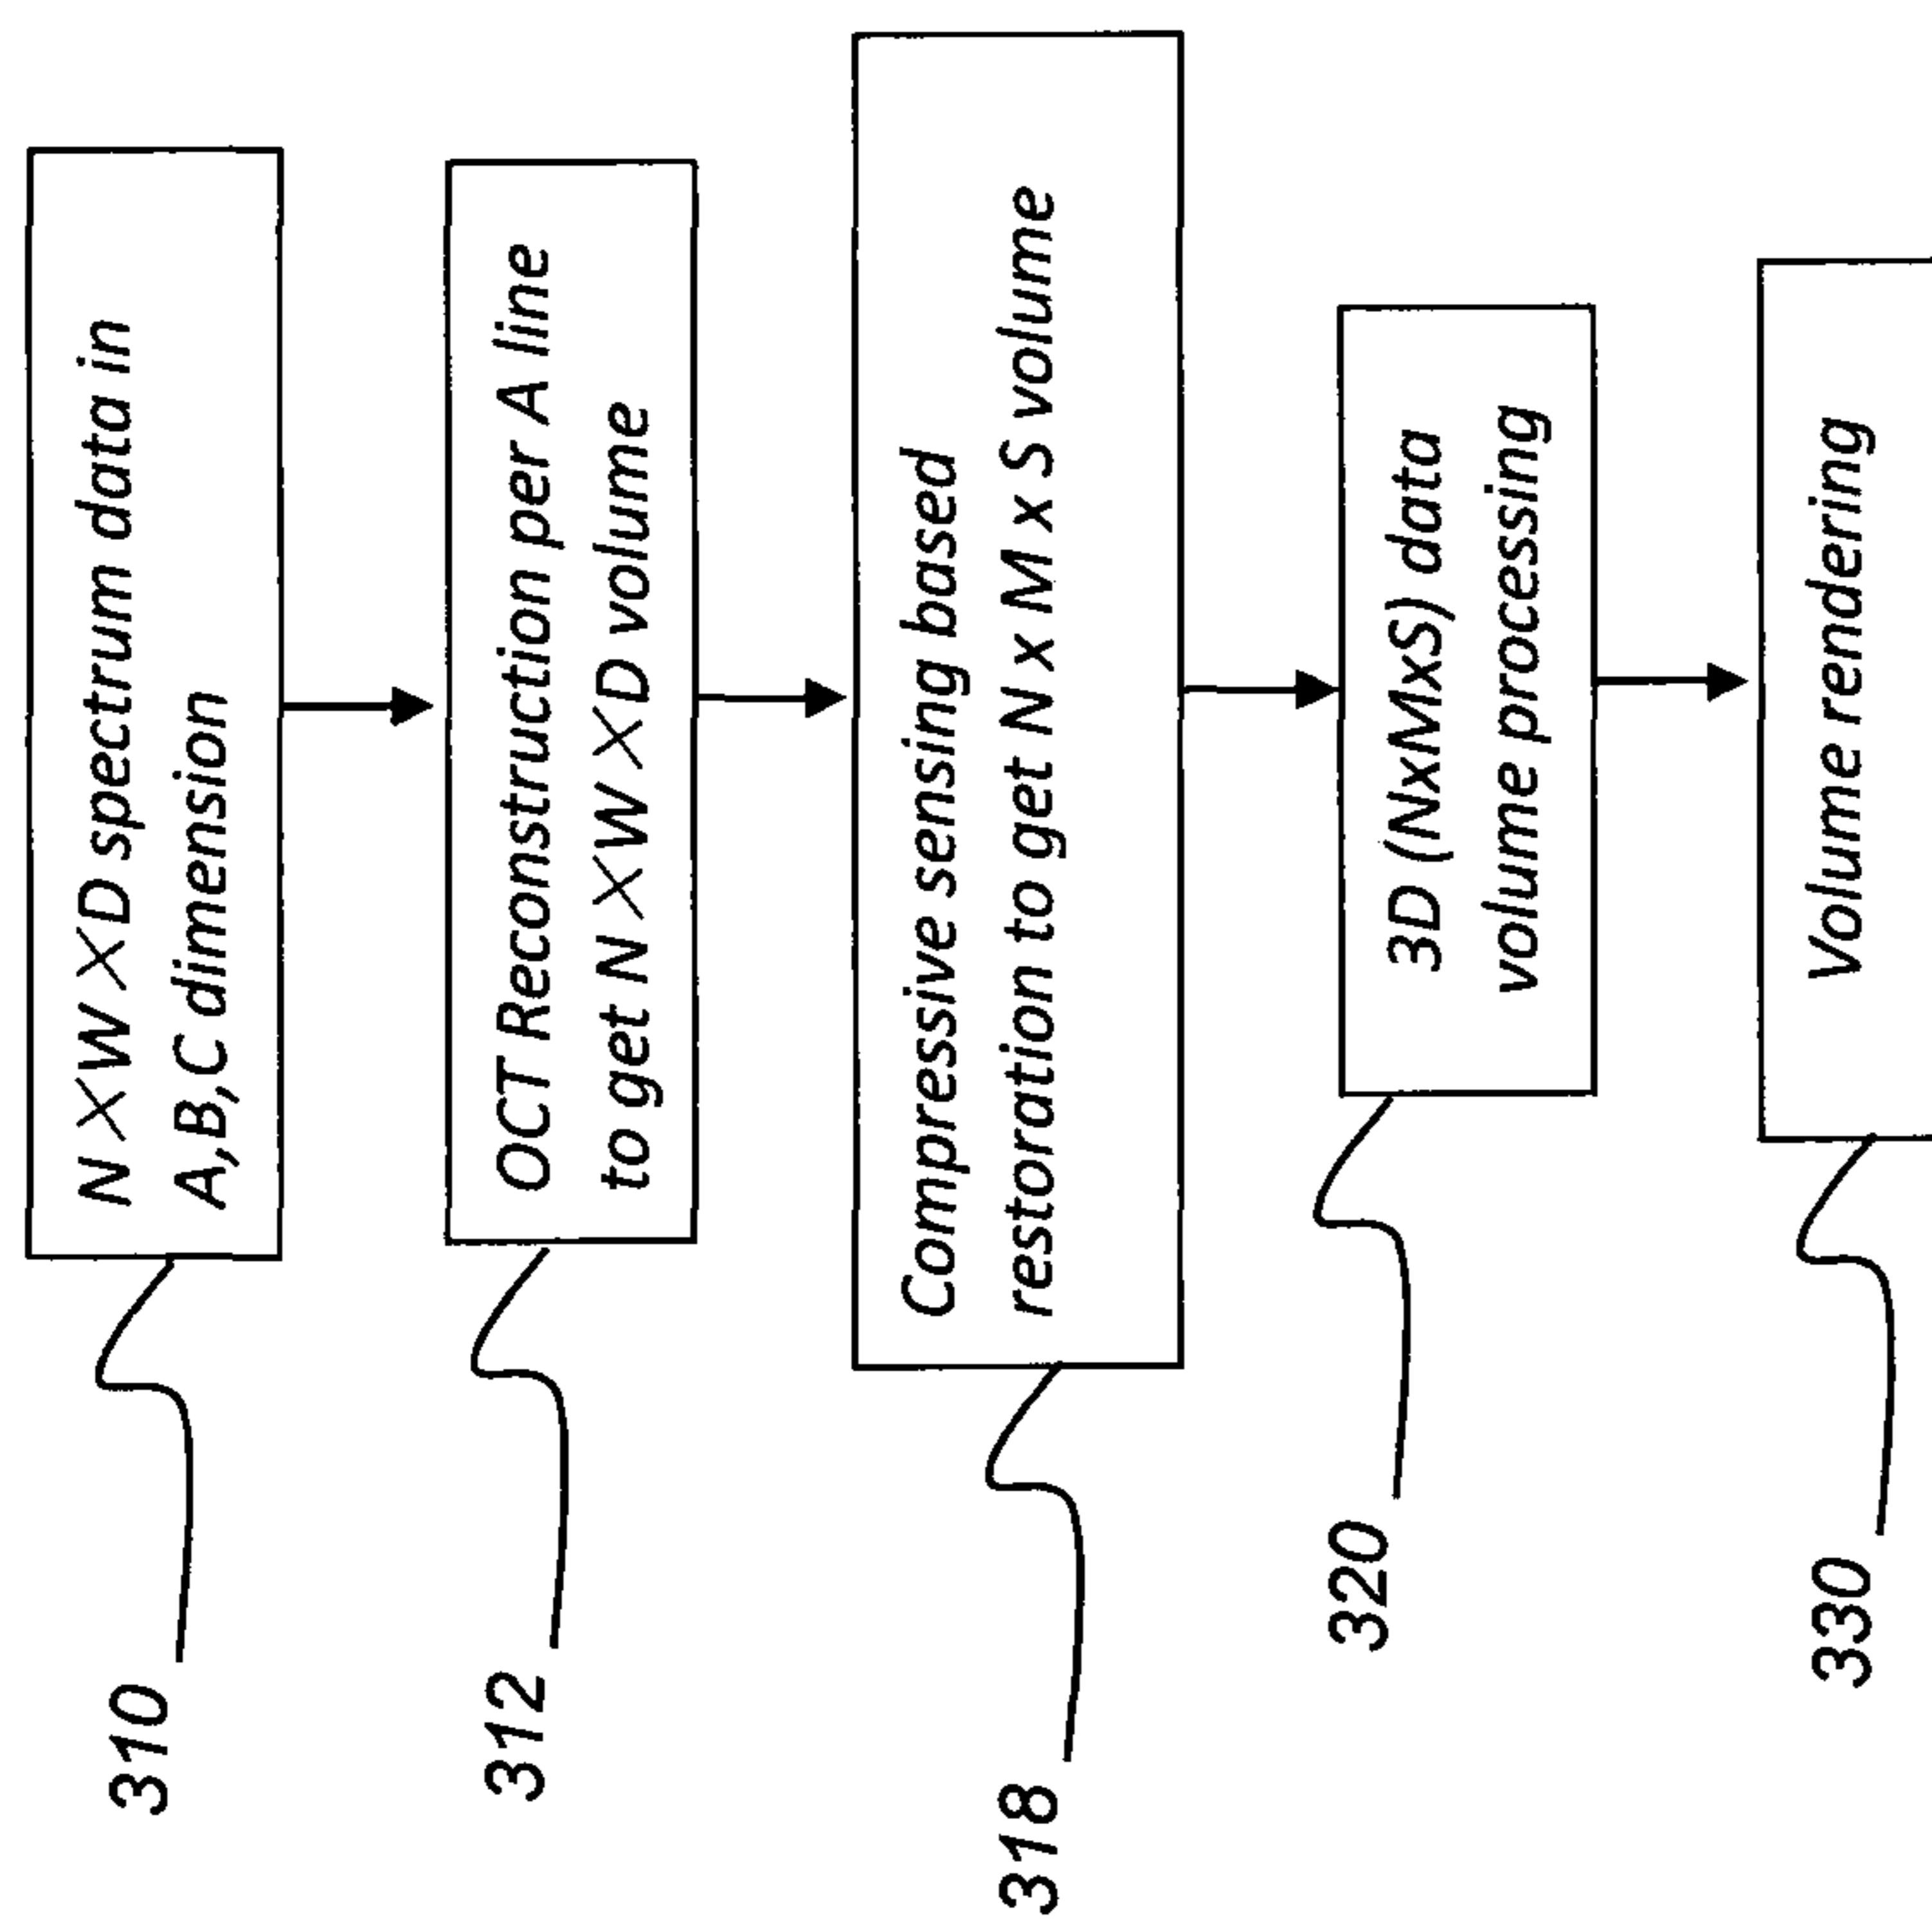 310
N X W X D spectrum data in
A,B,C dimension
312
OCT Reconstruction per A line
to get N X W X D volume
318
Compressive sensing based
restoration to get N x M x S volume
320
3D (NxMxS) data
volume processing
330
Volume rendering